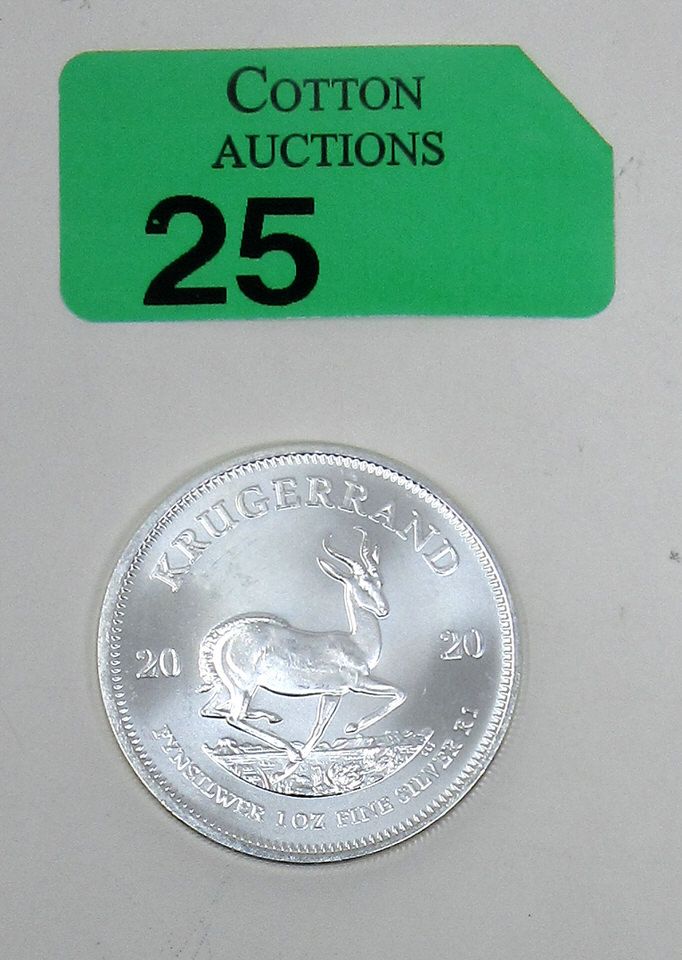 COTTON
AUCTIONS
25
KRUGERRAND
20 20
FYNSILWER 1 OZ FINE SILVER R1